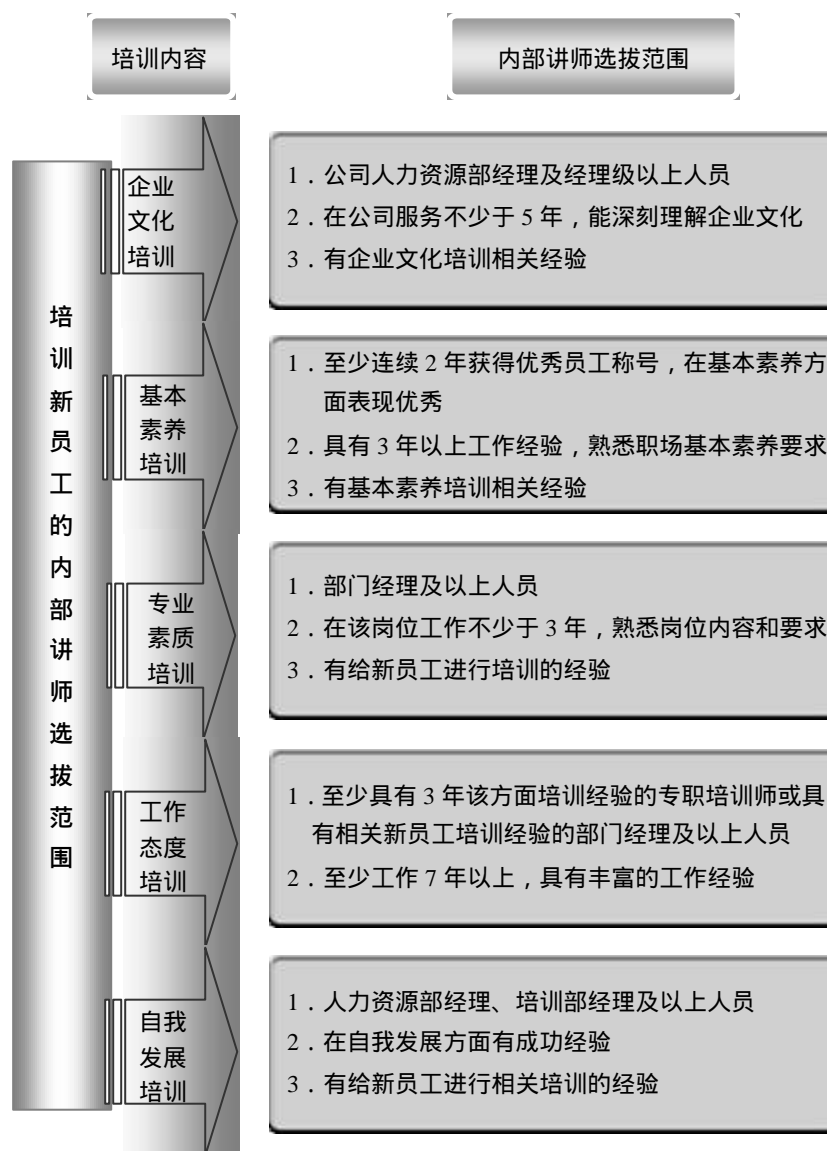 培训内容
内部讲师选拔范围
培训新员工的内部讲师选拔范围
企业
文化
培训
1．公司人力资源部经理及经理级以上人员
2．在公司服务不少于 5 年，能深刻理解企业文化
3．有企业文化培训相关经验
基本
素养
培训
1．至少连续 2 年获得优秀员工称号，在基本素养方
面表现优秀
2．具有 3 年以上工作经验，熟悉职场基本素养要求
3．有基本素养培训相关经验
专业
素质
培训
1．部门经理及以上人员
2．在该岗位工作不少于 3 年，熟悉岗位内容和要求
3．有给新员工进行培训的经验
工作
态度
培训
1．至少具有 3 年该方面培训经验的专职培训师或具
有相关新员工培训经验的部门经理及以上人员
2．至少工作 7 年以上，具有丰富的工作经验
自我
发展
培训
1．人力资源部经理、培训部经理及以上人员
2．在自我发展方面有成功经验
3．有给新员工进行相关培训的经验